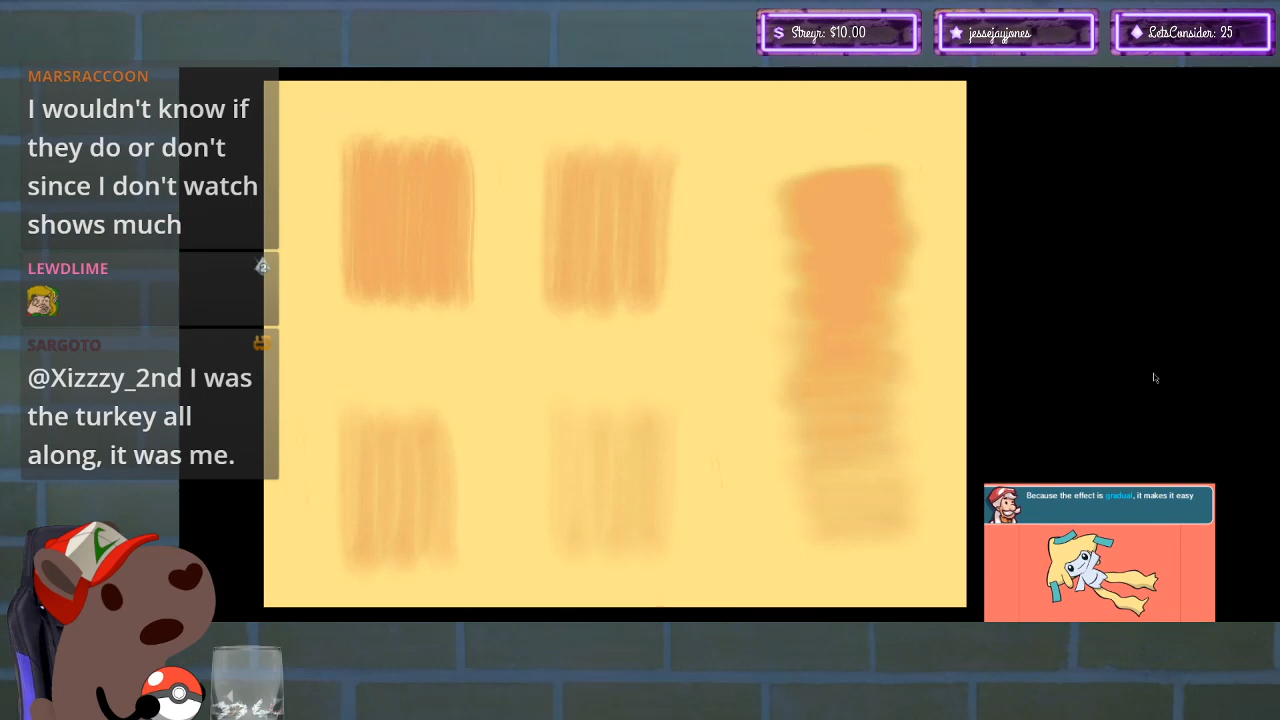 Streyr: $10.00
jessejayjones
LetsConsider: 25
MARSRACCOON
I wouldn't know if
they do or don't
since I don't watch
shows much
LEWDLIME
2
SARGOTO
@Xizzzy_2nd I was
the turkey all
along, it was me.
Because the effect is gradual, it makes it easy